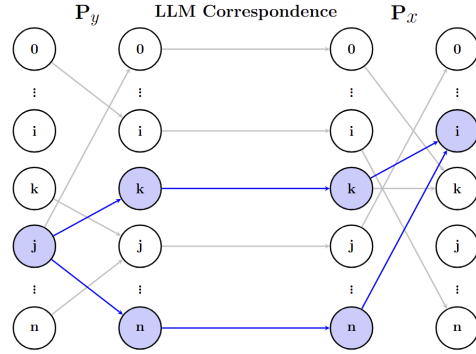 P_y LLM Correspondence P_x
0 0 0 0
⋮ ⋮ ⋮ ⋮
i i i i
k k k k
j j j j
⋮ ⋮ ⋮ ⋮
n n n n